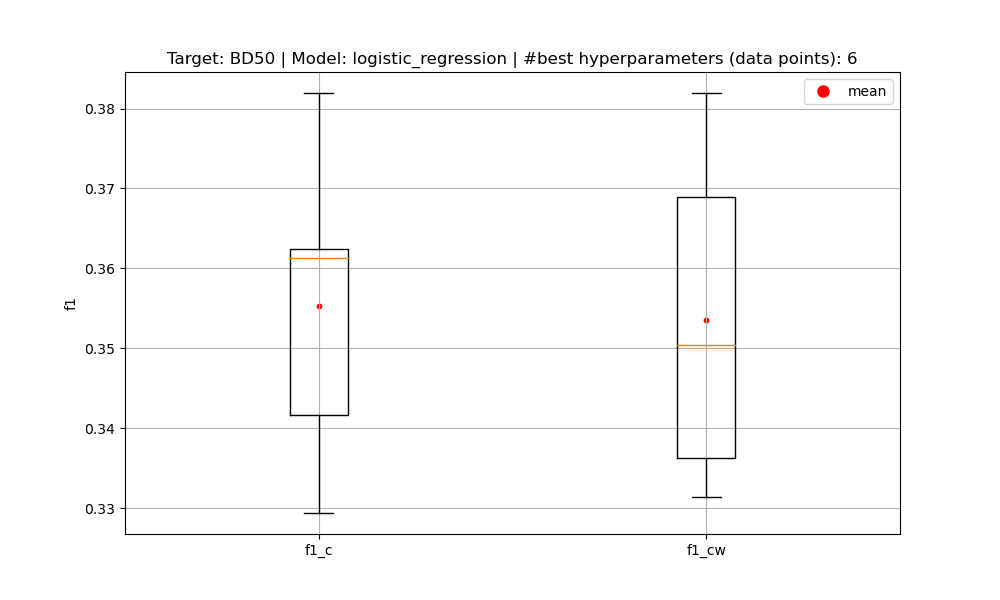 Target: BD50 | Model: logistic_regression | #best hyperparameters (data points): 6
mean
0.38
0.37
0.36
0.35
0.34
0.33
f1
f1_c
f1_cw